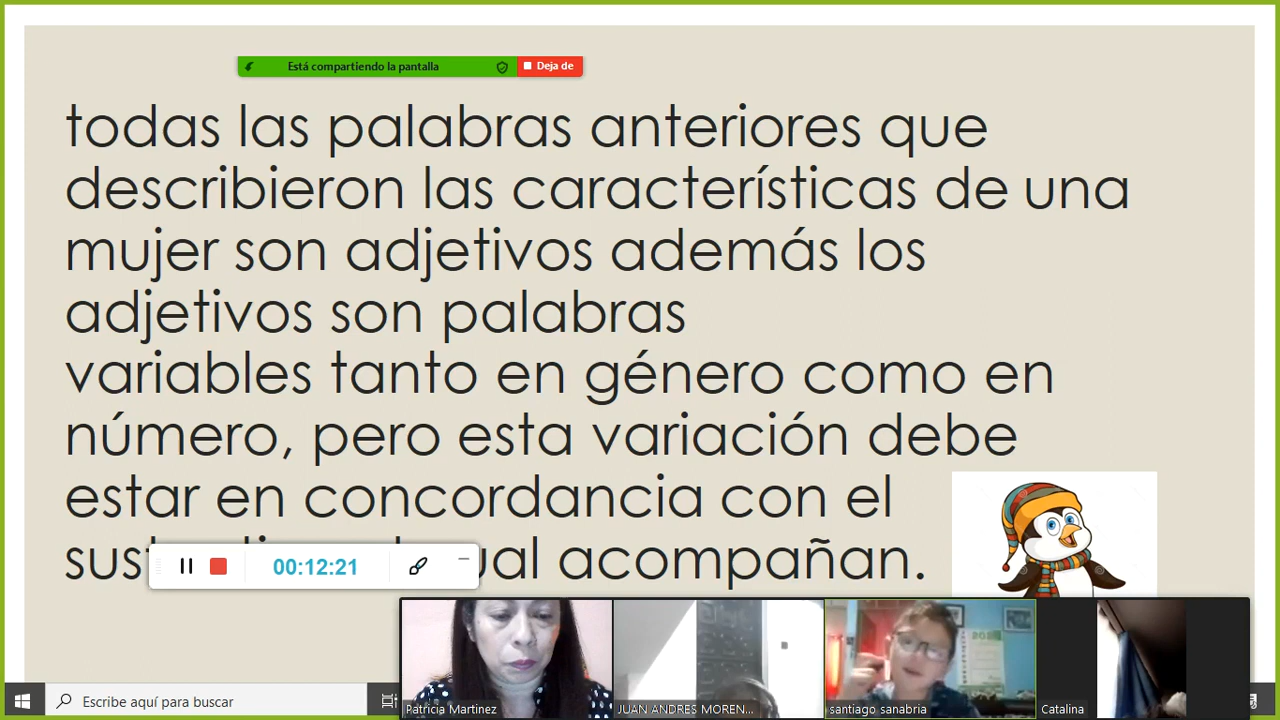 Está compartiendo la pantalla
Deja de
todas las palabras anteriores que
describieron las características de una
mujer son adjetivos además los
adjetivos son palabras
variables tanto en género como en
número, pero esta variación debe
estar en concordancia con el
acompañan.
00:12:21
Patricia Martinez
JUAN ANDRES MOREN...
santiago sanabria
Catalina
Escribe aquí para buscar